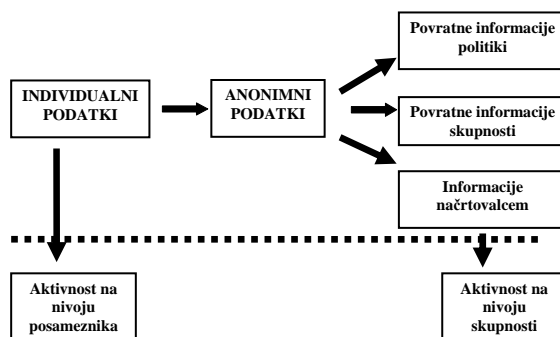 Povratne informacije
politiki
INDIVIDUALNI
PODATKI
ANONIMNI
PODATKI
Povratne informacije
skupnosti
Informacije
načrtovalcem
Aktivnost na
nivoju
posameznika
Aktivnost na
nivoju
skupnosti